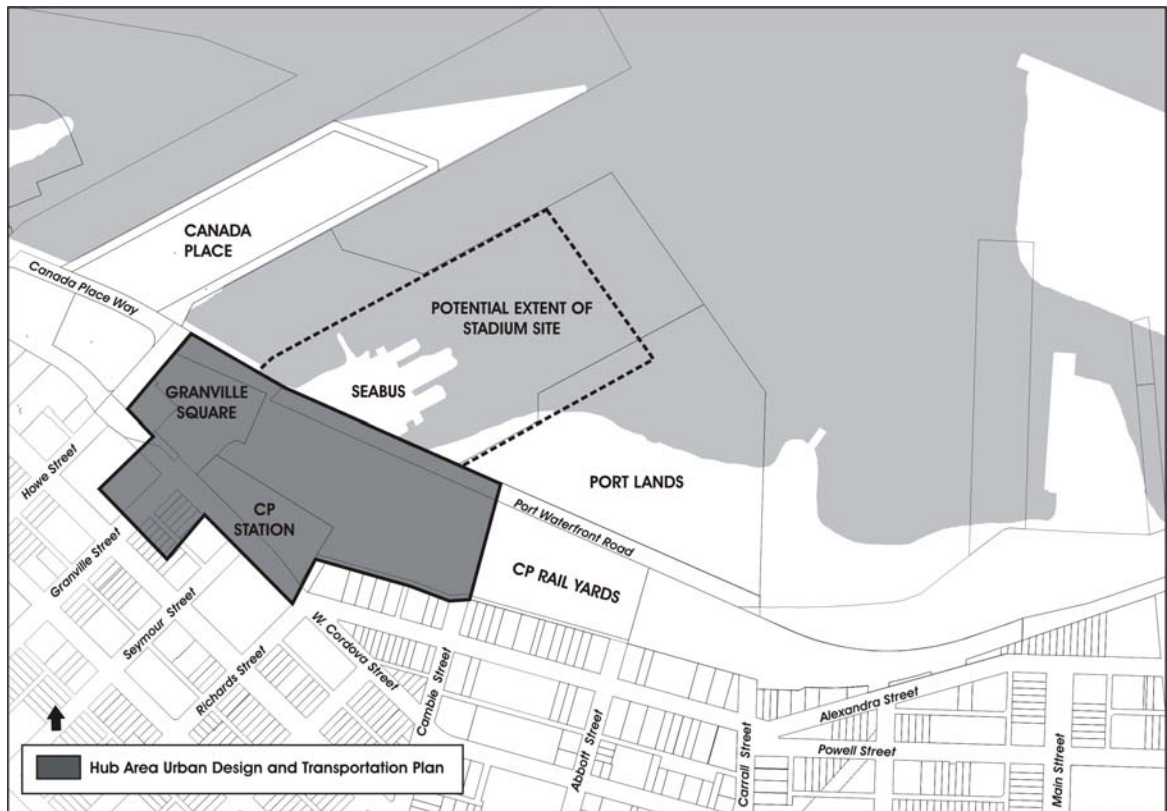 CANADA
PLACE
Canada Place Way
POTENTIAL EXTENT OF
STADIUM SITE
SEABUS
GRANVILLE
SQUARE
CP
STATION
PORT LANDS
Port Waterfront Road
CP RAIL YARDS
Howe Street
Granville Street
Seymour Street
Richards Street
W. Cordova Street
Cambie Street
Abbott Street
Carrall Street
Alexandra Street
Powell Street
Main Sttreet
Hub Area Urban Design and Transportation Plan